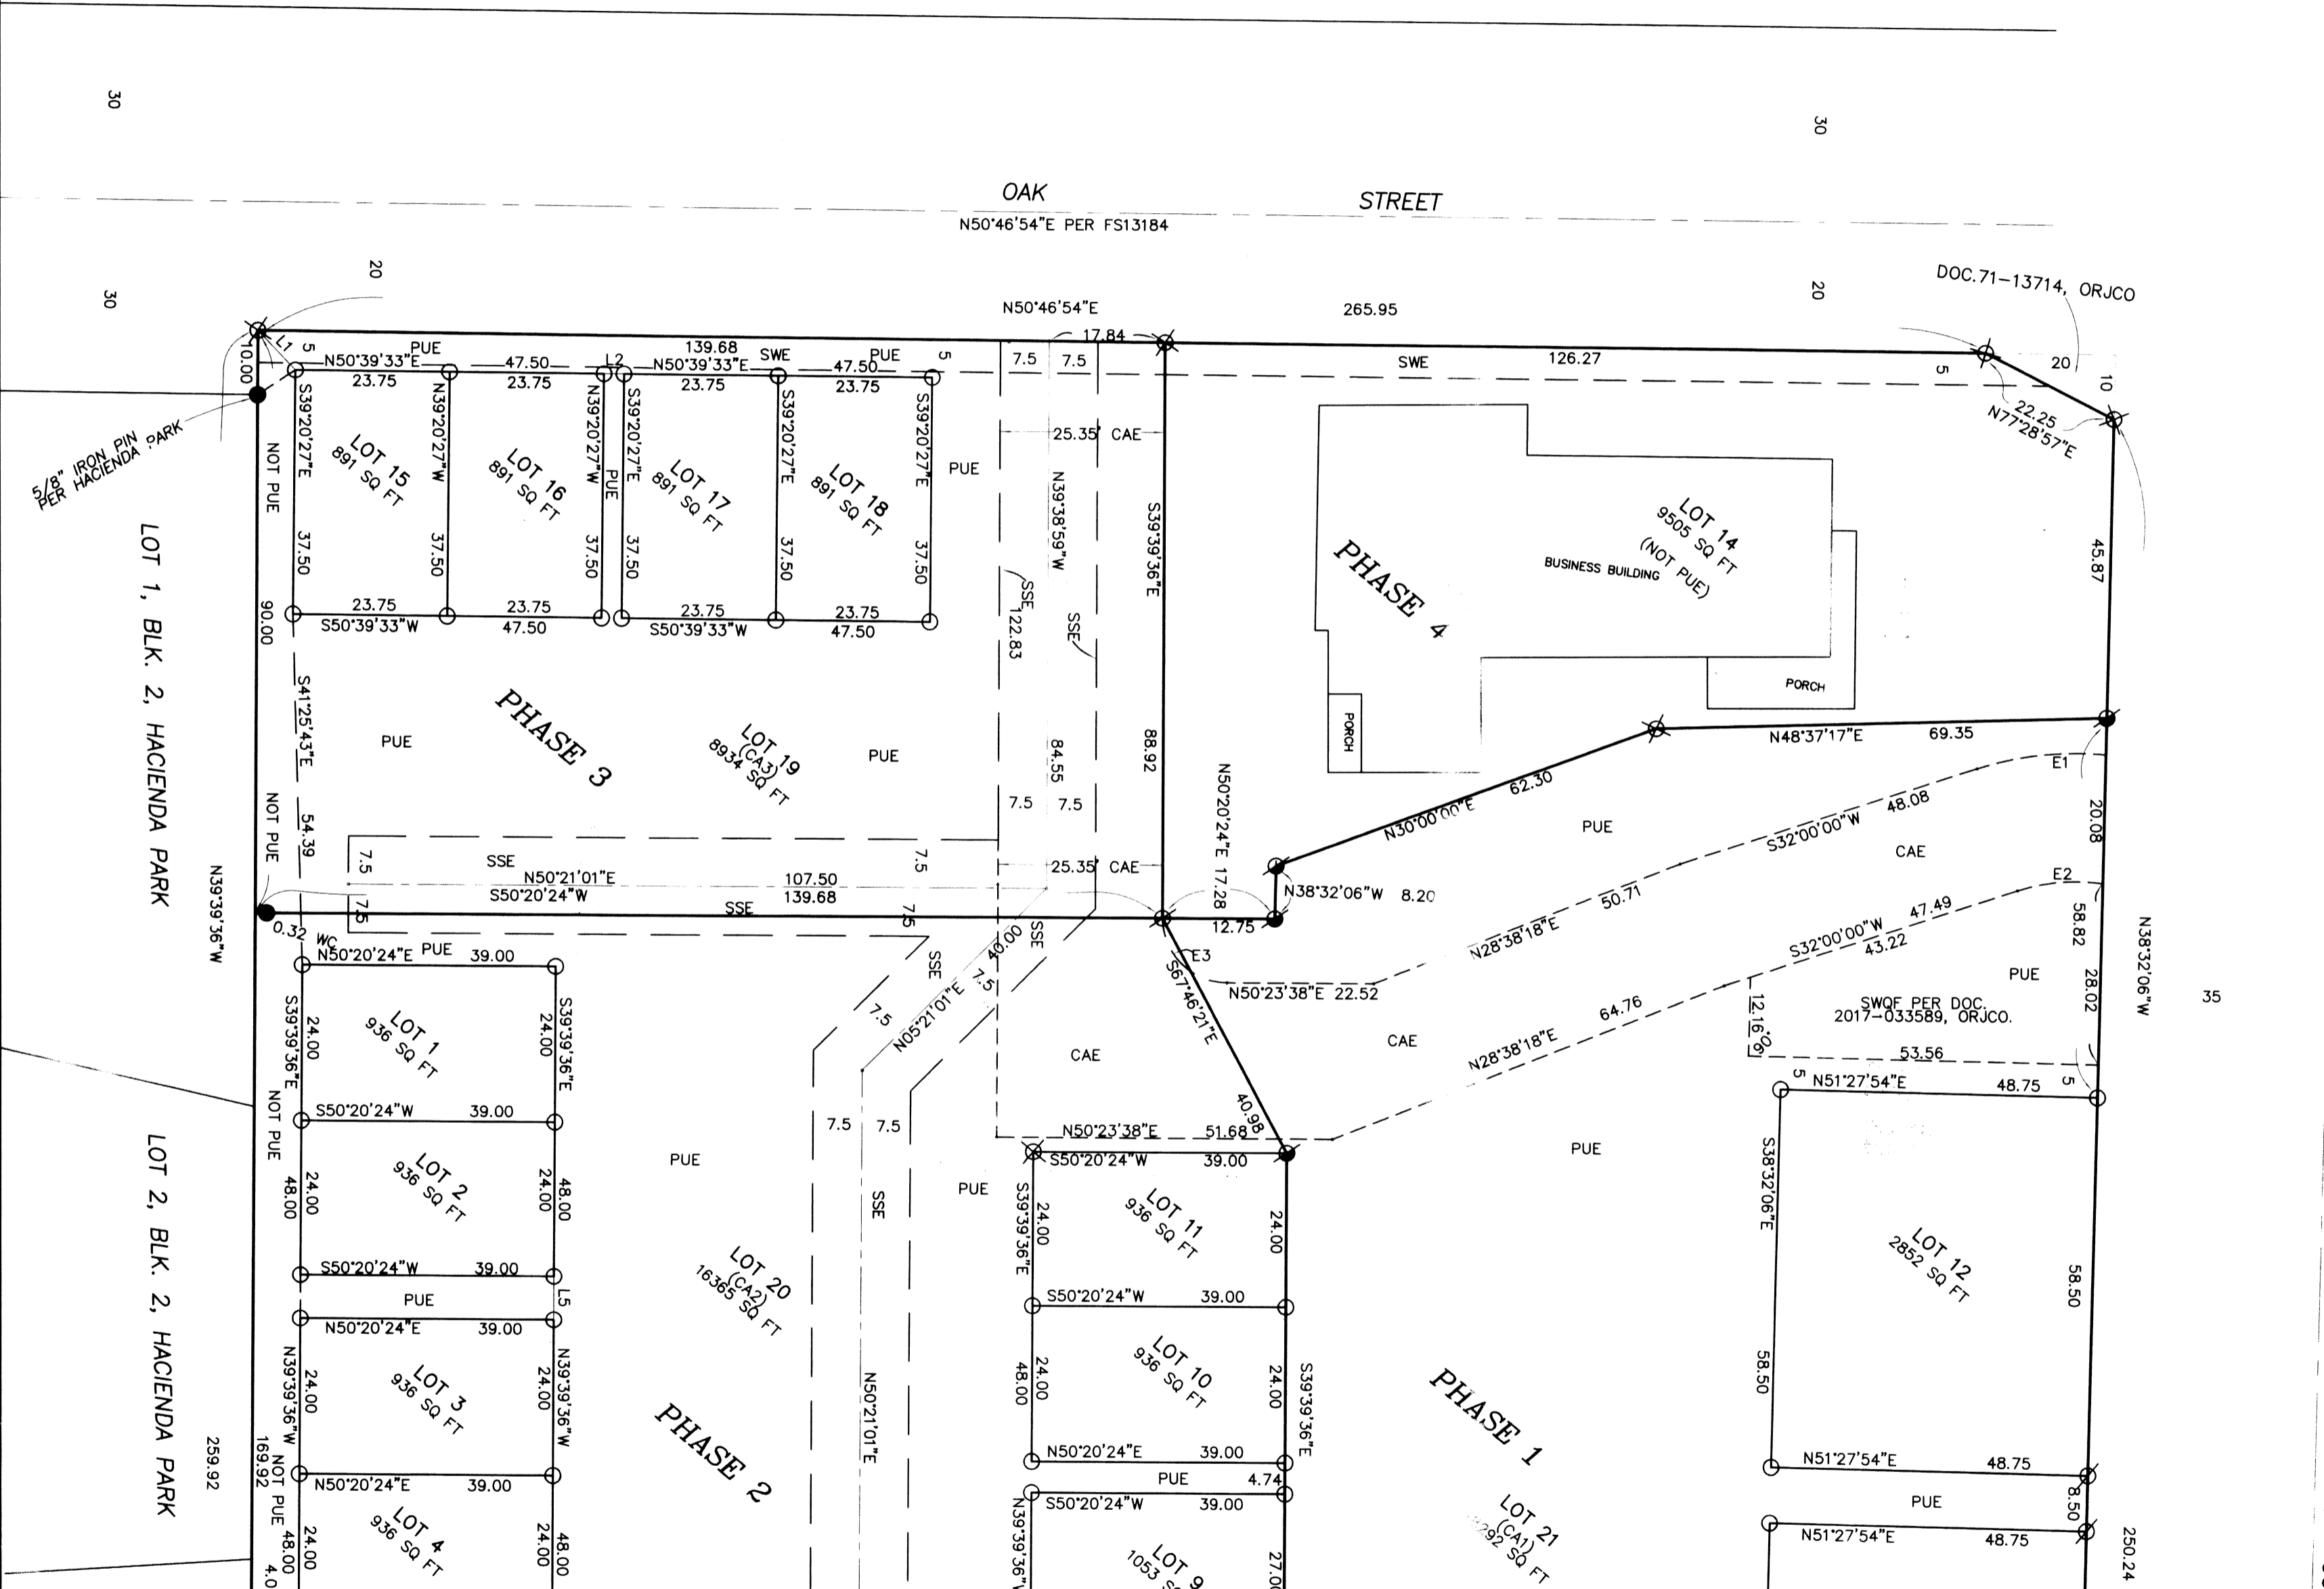 30
30
OAK STREET
N50°46'54"E PER FS13184
20
30
20
DOC.71-13714, ORJCO
N50°46'54"E
265.95
17.84
139.68
126.27
20
10
5
22.25
N77°28'57"E
45.87
10.00
L1
5
PUE
SWE
PUE
5
7.5
7.5
SWE
N50°39'33"E
47.50
L2
N50°39'33"E
47.50
23.75
23.75
23.75
23.75
5/8" IRON PIN
PER HACIENDA PARK
NOT PUE
S39°20'27"E
N39°20'27"W
N39°20'27"W
PUE
S39°20'27"E
S39°20'27"E
S39°20'27"E
37.50
37.50
37.50
37.50
37.50
37.50
LOT 15
891 SQ FT
LOT 16
891 SQ FT
LOT 17
891 SQ FT
LOT 18
891 SQ FT
PUE
25.35'
CAE
N39°38'59"W
S39°39'36"E
SSE
122.83
SSE
84.55
88.92
PHASE 4
LOT 14
9505 SQ FT
(NOT PUE)
BUSINESS BUILDING
PORCH
PORCH
LOT 1, BLK. 2, HACIENDA PARK
90.00
23.75
23.75
23.75
23.75
S50°39'33"W
47.50
S50°39'33"W
47.50
S41°25'43"E
54.39
NOT PUE
PHASE 3
PUE
LOT 19
(CA3)
8934 SQ FT
PUE
7.5
7.5
25.35'
CAE
N50°20'24"E 17.28
N30°00'00"E
62.30
N48°37'17"E
69.35
E1
20.08
PUE
S32°00'00"W
48.08
CAE
E2
N39°39'36"W
7.5
SSE
7.5
N50°21'01"E
107.50
S50°20'24"W
139.68
7.5
SSE
7.5
0.32
WC
N38°32'06"W
8.20
12.75
E3
S67°46'21"E
40.98
N28°38'18"E
50.71
N50°23'38"E 22.52
S32°00'00"W
47.49
43.22
58.82
28.02
N38°32'06"W
35
PUE
SWQF PER DOC.
2017-033589, ORJCO.
12.16
90°
53.56
N28°38'18"E
64.76
CAE
CAE
SSE
40.00
SSE
7.5
7.5
N05°21'01"E
7.5
7.5
SSE
N50°21'01"E
N50°20'24"E
PUE
39.00
S39°39'36"E
24.00
24.00
S39°39'36"E
LOT 1
936 SQ FT
S50°20'24"W
39.00
NOT PUE
LOT 2
936 SQ FT
24.00
48.00
24.00
48.00
S50°20'24"W
39.00
PUE
L5
N50°20'24"E
39.00
LOT 3
936 SQ FT
N39°39'36"W
24.00
24.00
N39°39'36"W
N50°20'24"E
39.00
LOT 4
936 SQ FT
24.00
48.00
24.00
48.00
LOT 2, BLK. 2, HACIENDA PARK
259.92
169.92
NOT PUE
4.0
PUE
LOT 20
(CA2)
16365 SQ FT
PHASE 2
PUE
N50°23'38"E
51.68
S50°20'24"W
39.00
S39°39'36"E
24.00
24.00
LOT 11
936 SQ FT
S50°20'24"W
39.00
LOT 10
936 SQ FT
24.00
48.00
24.00
S39°39'36"E
N50°20'24"E
39.00
PUE
4.74
S50°20'24"W
39.00
N39°39'36"W
LOT 9
1053
27.00
PUE
PHASE 1
LOT 21
(CA1)
5
N51°27'54"E
48.75
5
S38°32'06"E
58.50
LOT 12
2852 SQ FT
58.50
N51°27'54"E
48.75
PUE
8.50
N51°27'54"E
48.75
250.24